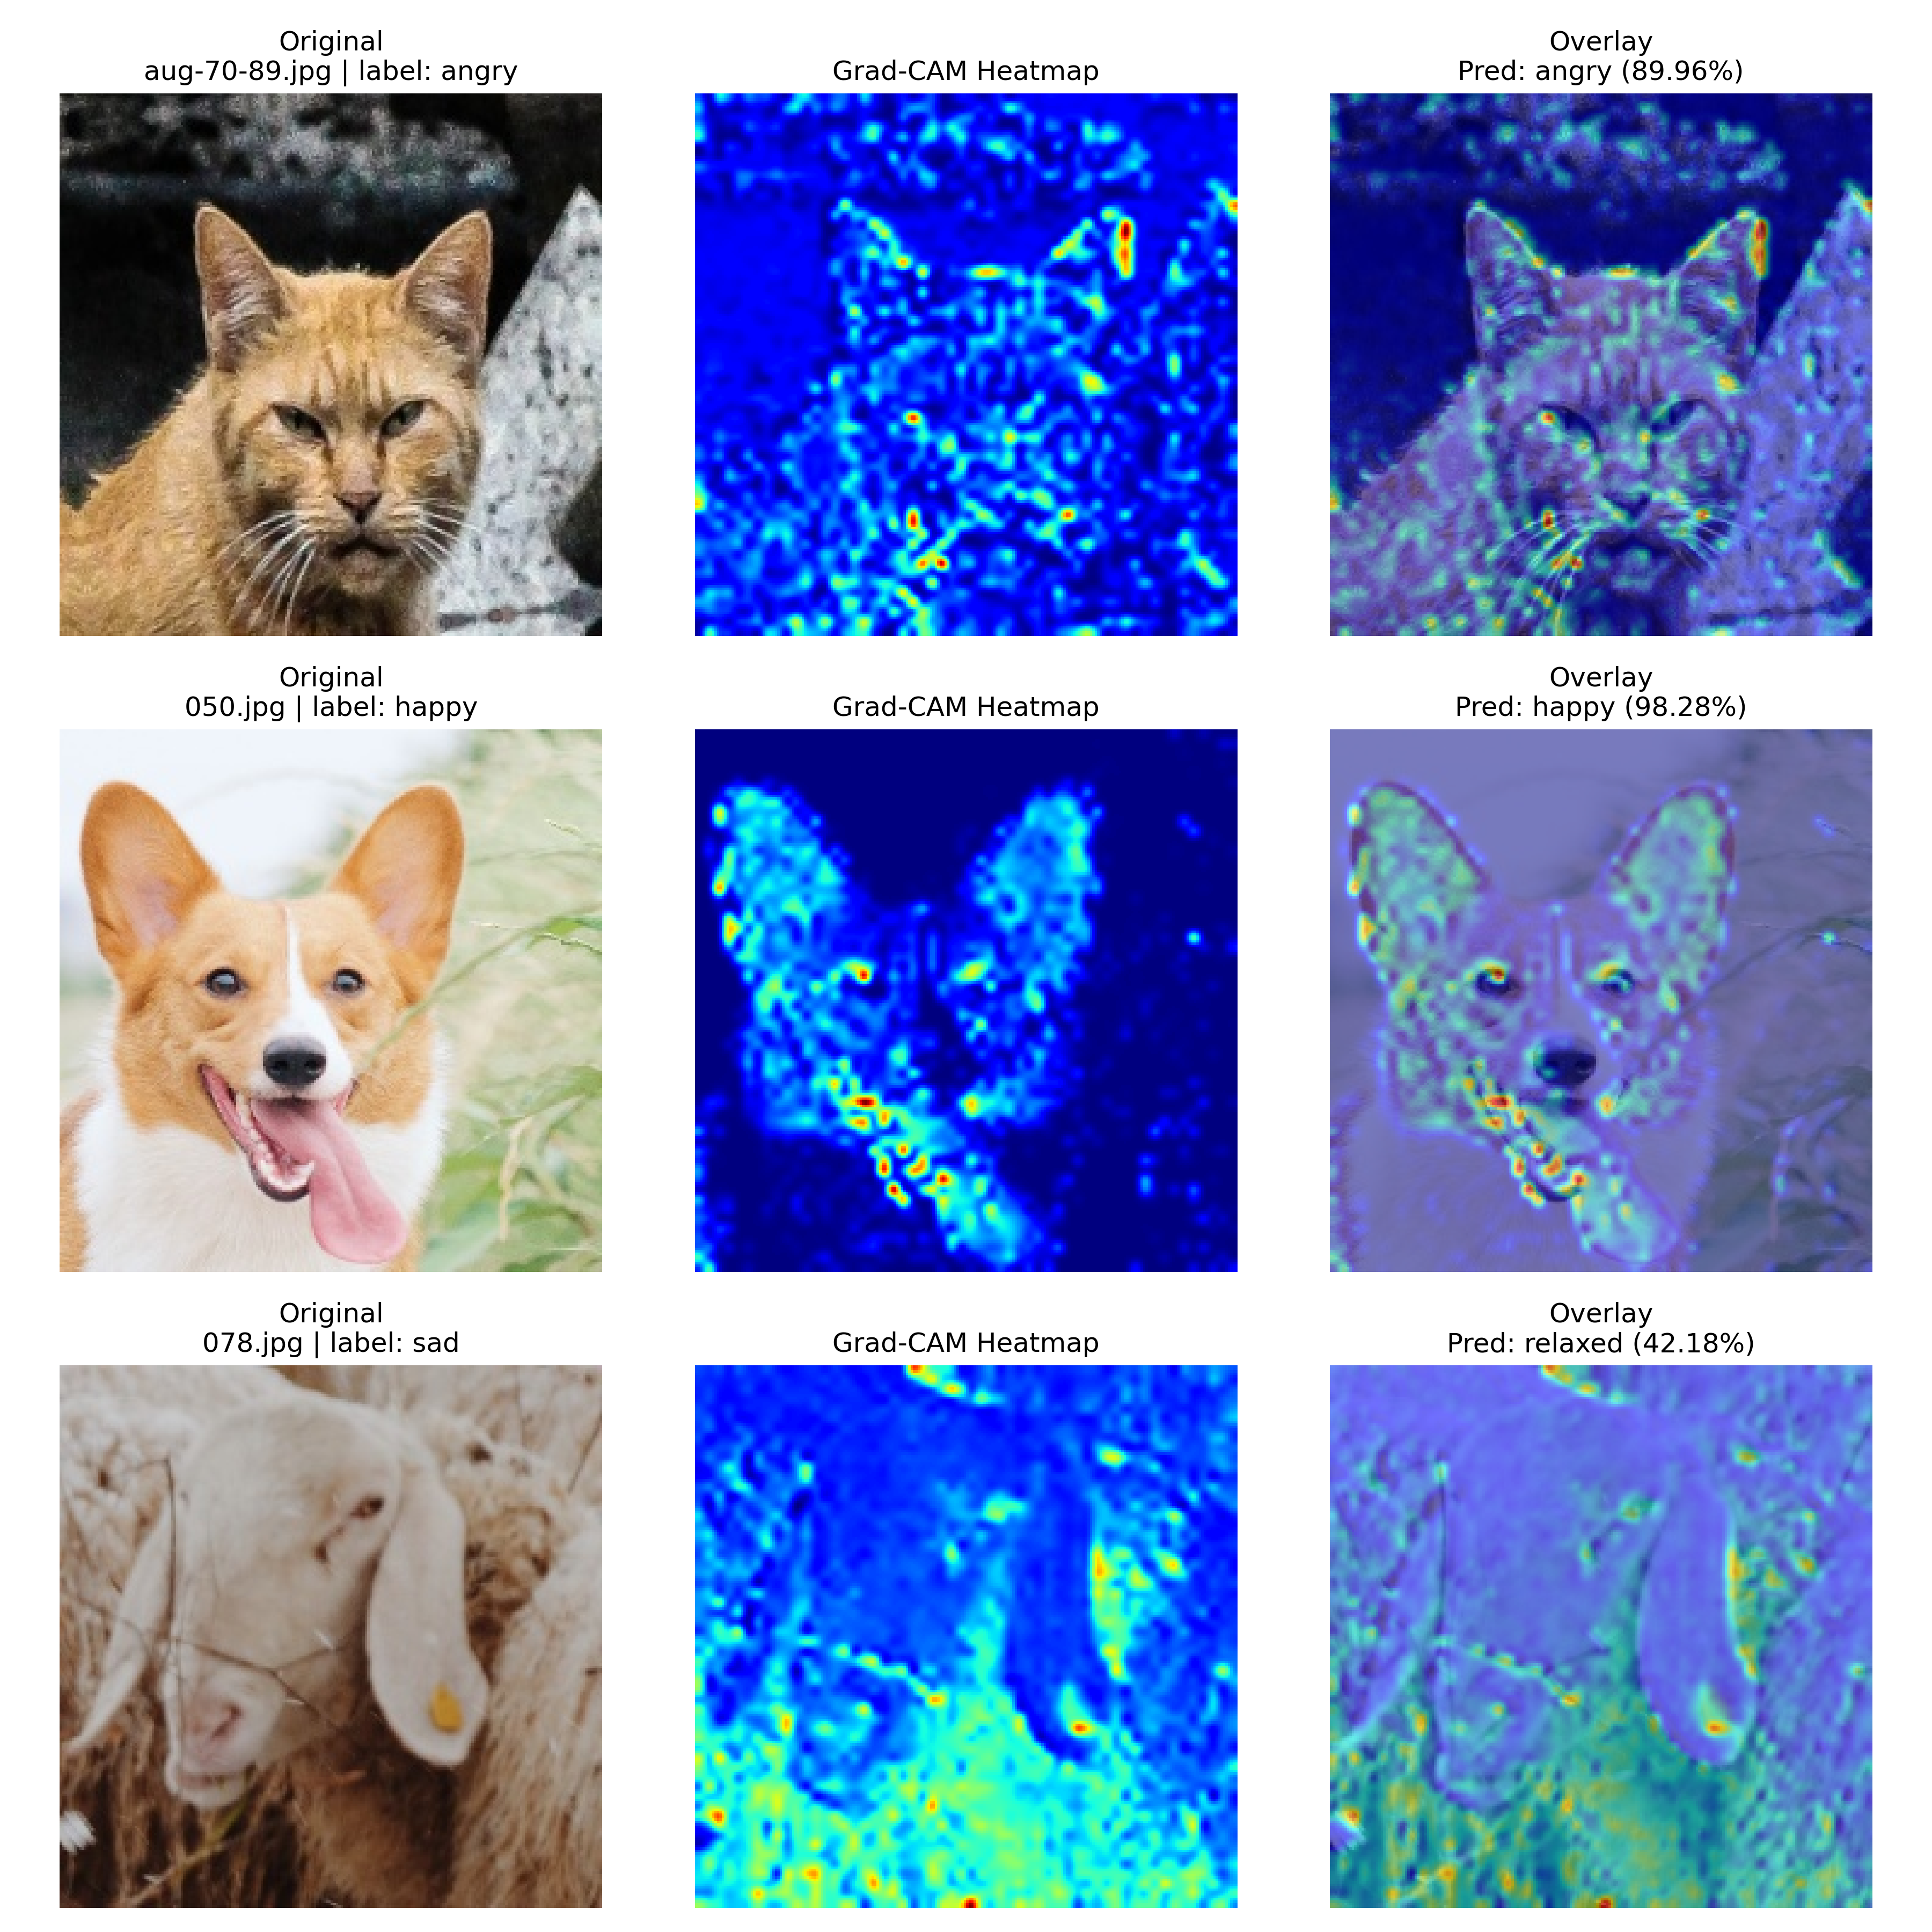 Original
aug-70-89.jpg | label: angry
Grad-CAM Heatmap
Overlay
Pred: angry (89.96%)
Original
050.jpg | label: happy
Grad-CAM Heatmap
Overlay
Pred: happy (98.28%)
Original
078.jpg | label: sad
Grad-CAM Heatmap
Overlay
Pred: relaxed (42.18%)